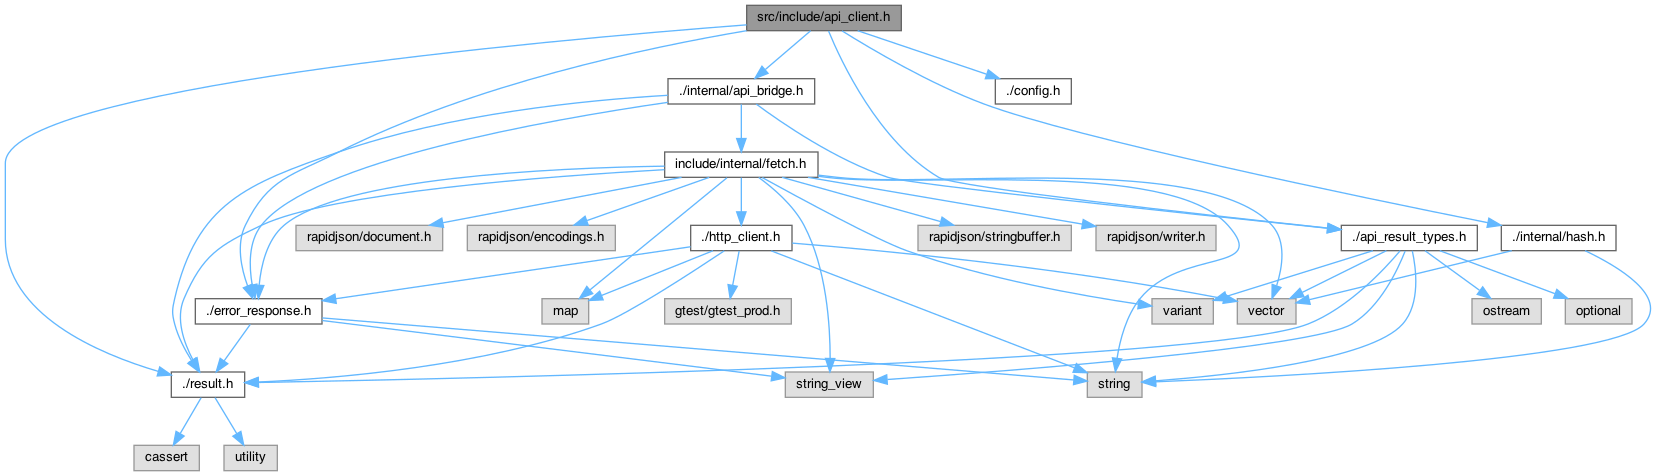 src/include/api_client.h
./internal/api_bridge.h
./config.h
include/internal/fetch.h
rapidjson/document.h
rapidjson/encodings.h
./http_client.h
rapidjson/stringbuffer.h
rapidjson/writer.h
./api_result_types.h
./internal/hash.h
./error_response.h
map
gtest/gtest_prod.h
variant
vector
ostream
optional
./result.h
string_view
string
cassert
utility